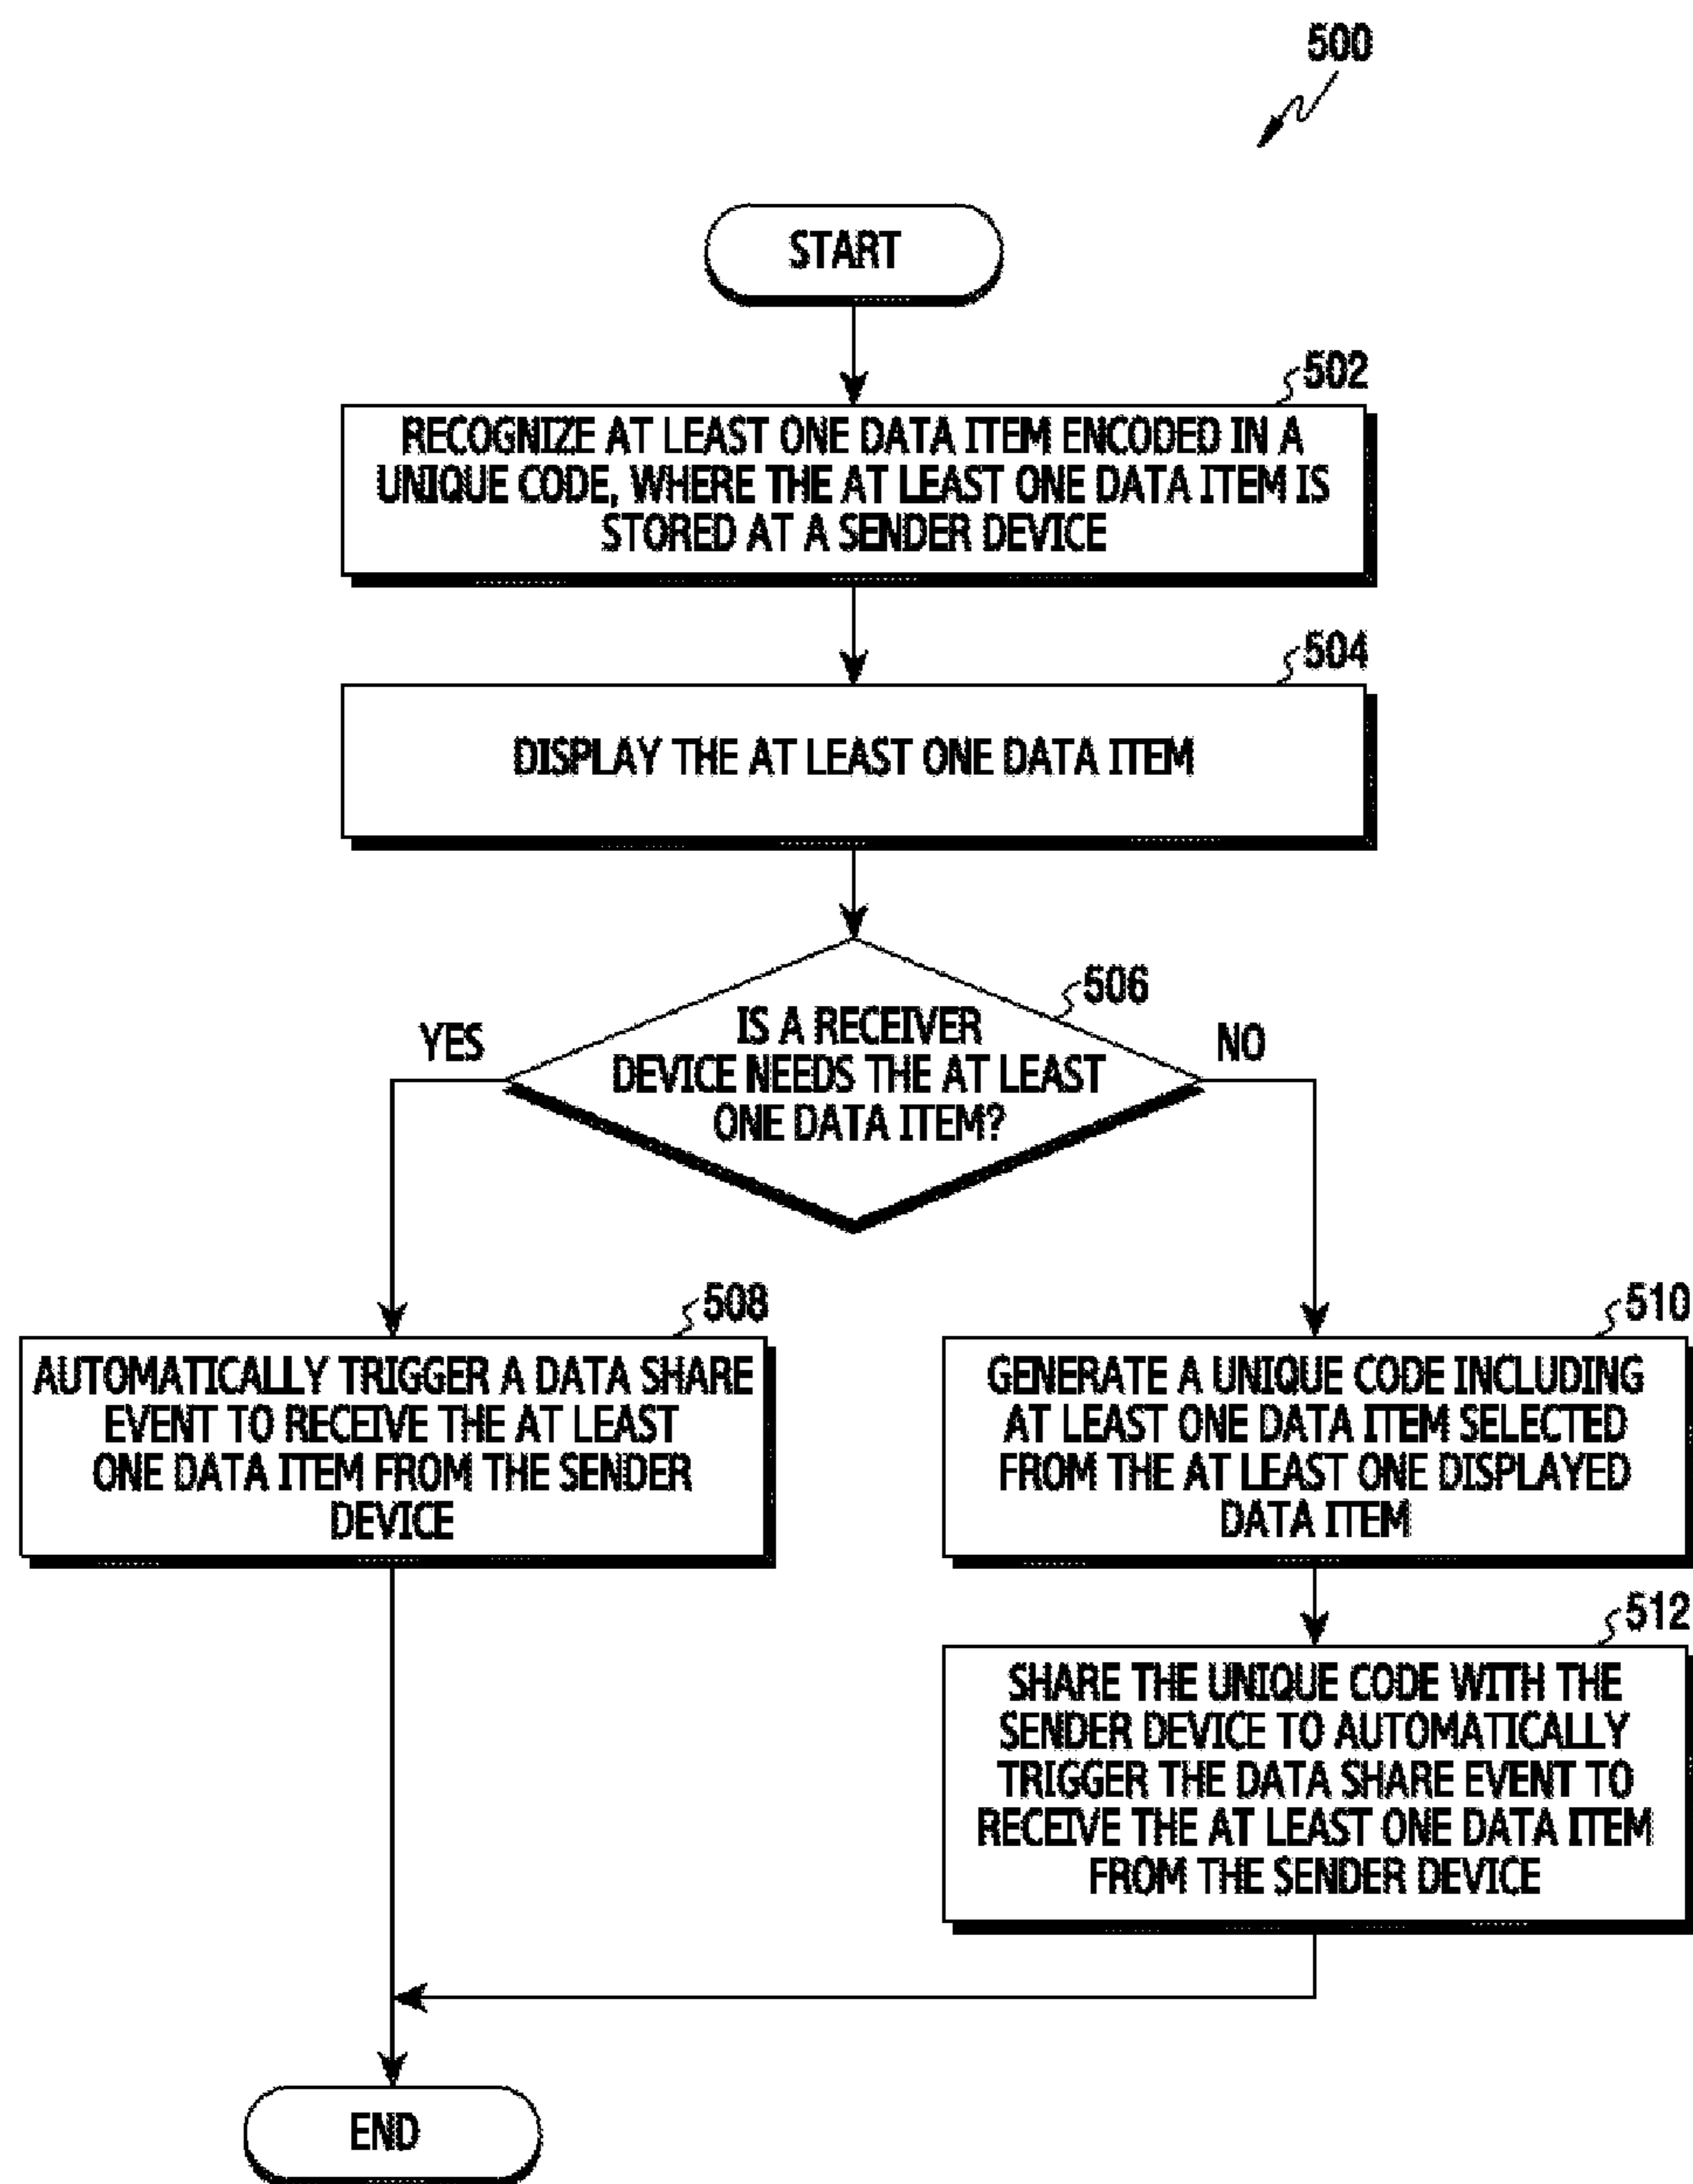 500
START
502
RECOGNIZE AT LEAST ONE DATA ITEM ENCODED IN A
UNIQUE CODE, WHERE THE AT LEAST ONE DATA ITEM IS
STORED AT A SENDER DEVICE
504
DISPLAY THE AT LEAST ONE DATA ITEM
506
IS A RECEIVER
DEVICE NEEDS THE AT LEAST
ONE DATA ITEM?
YES
NO
508
AUTOMATICALLY TRIGGER A DATA SHARE
EVENT TO RECEIVE THE AT LEAST
ONE DATA ITEM FROM THE SENDER
DEVICE
510
GENERATE A UNIQUE CODE INCLUDING
AT LEAST ONE DATA ITEM SELECTED
FROM THE AT LEAST ONE DISPLAYED
DATA ITEM
512
SHARE THE UNIQUE CODE WITH THE
SENDER DEVICE TO AUTOMATICALLY
TRIGGER THE DATA SHARE EVENT TO
RECEIVE THE AT LEAST ONE DATA ITEM
FROM THE SENDER DEVICE
END